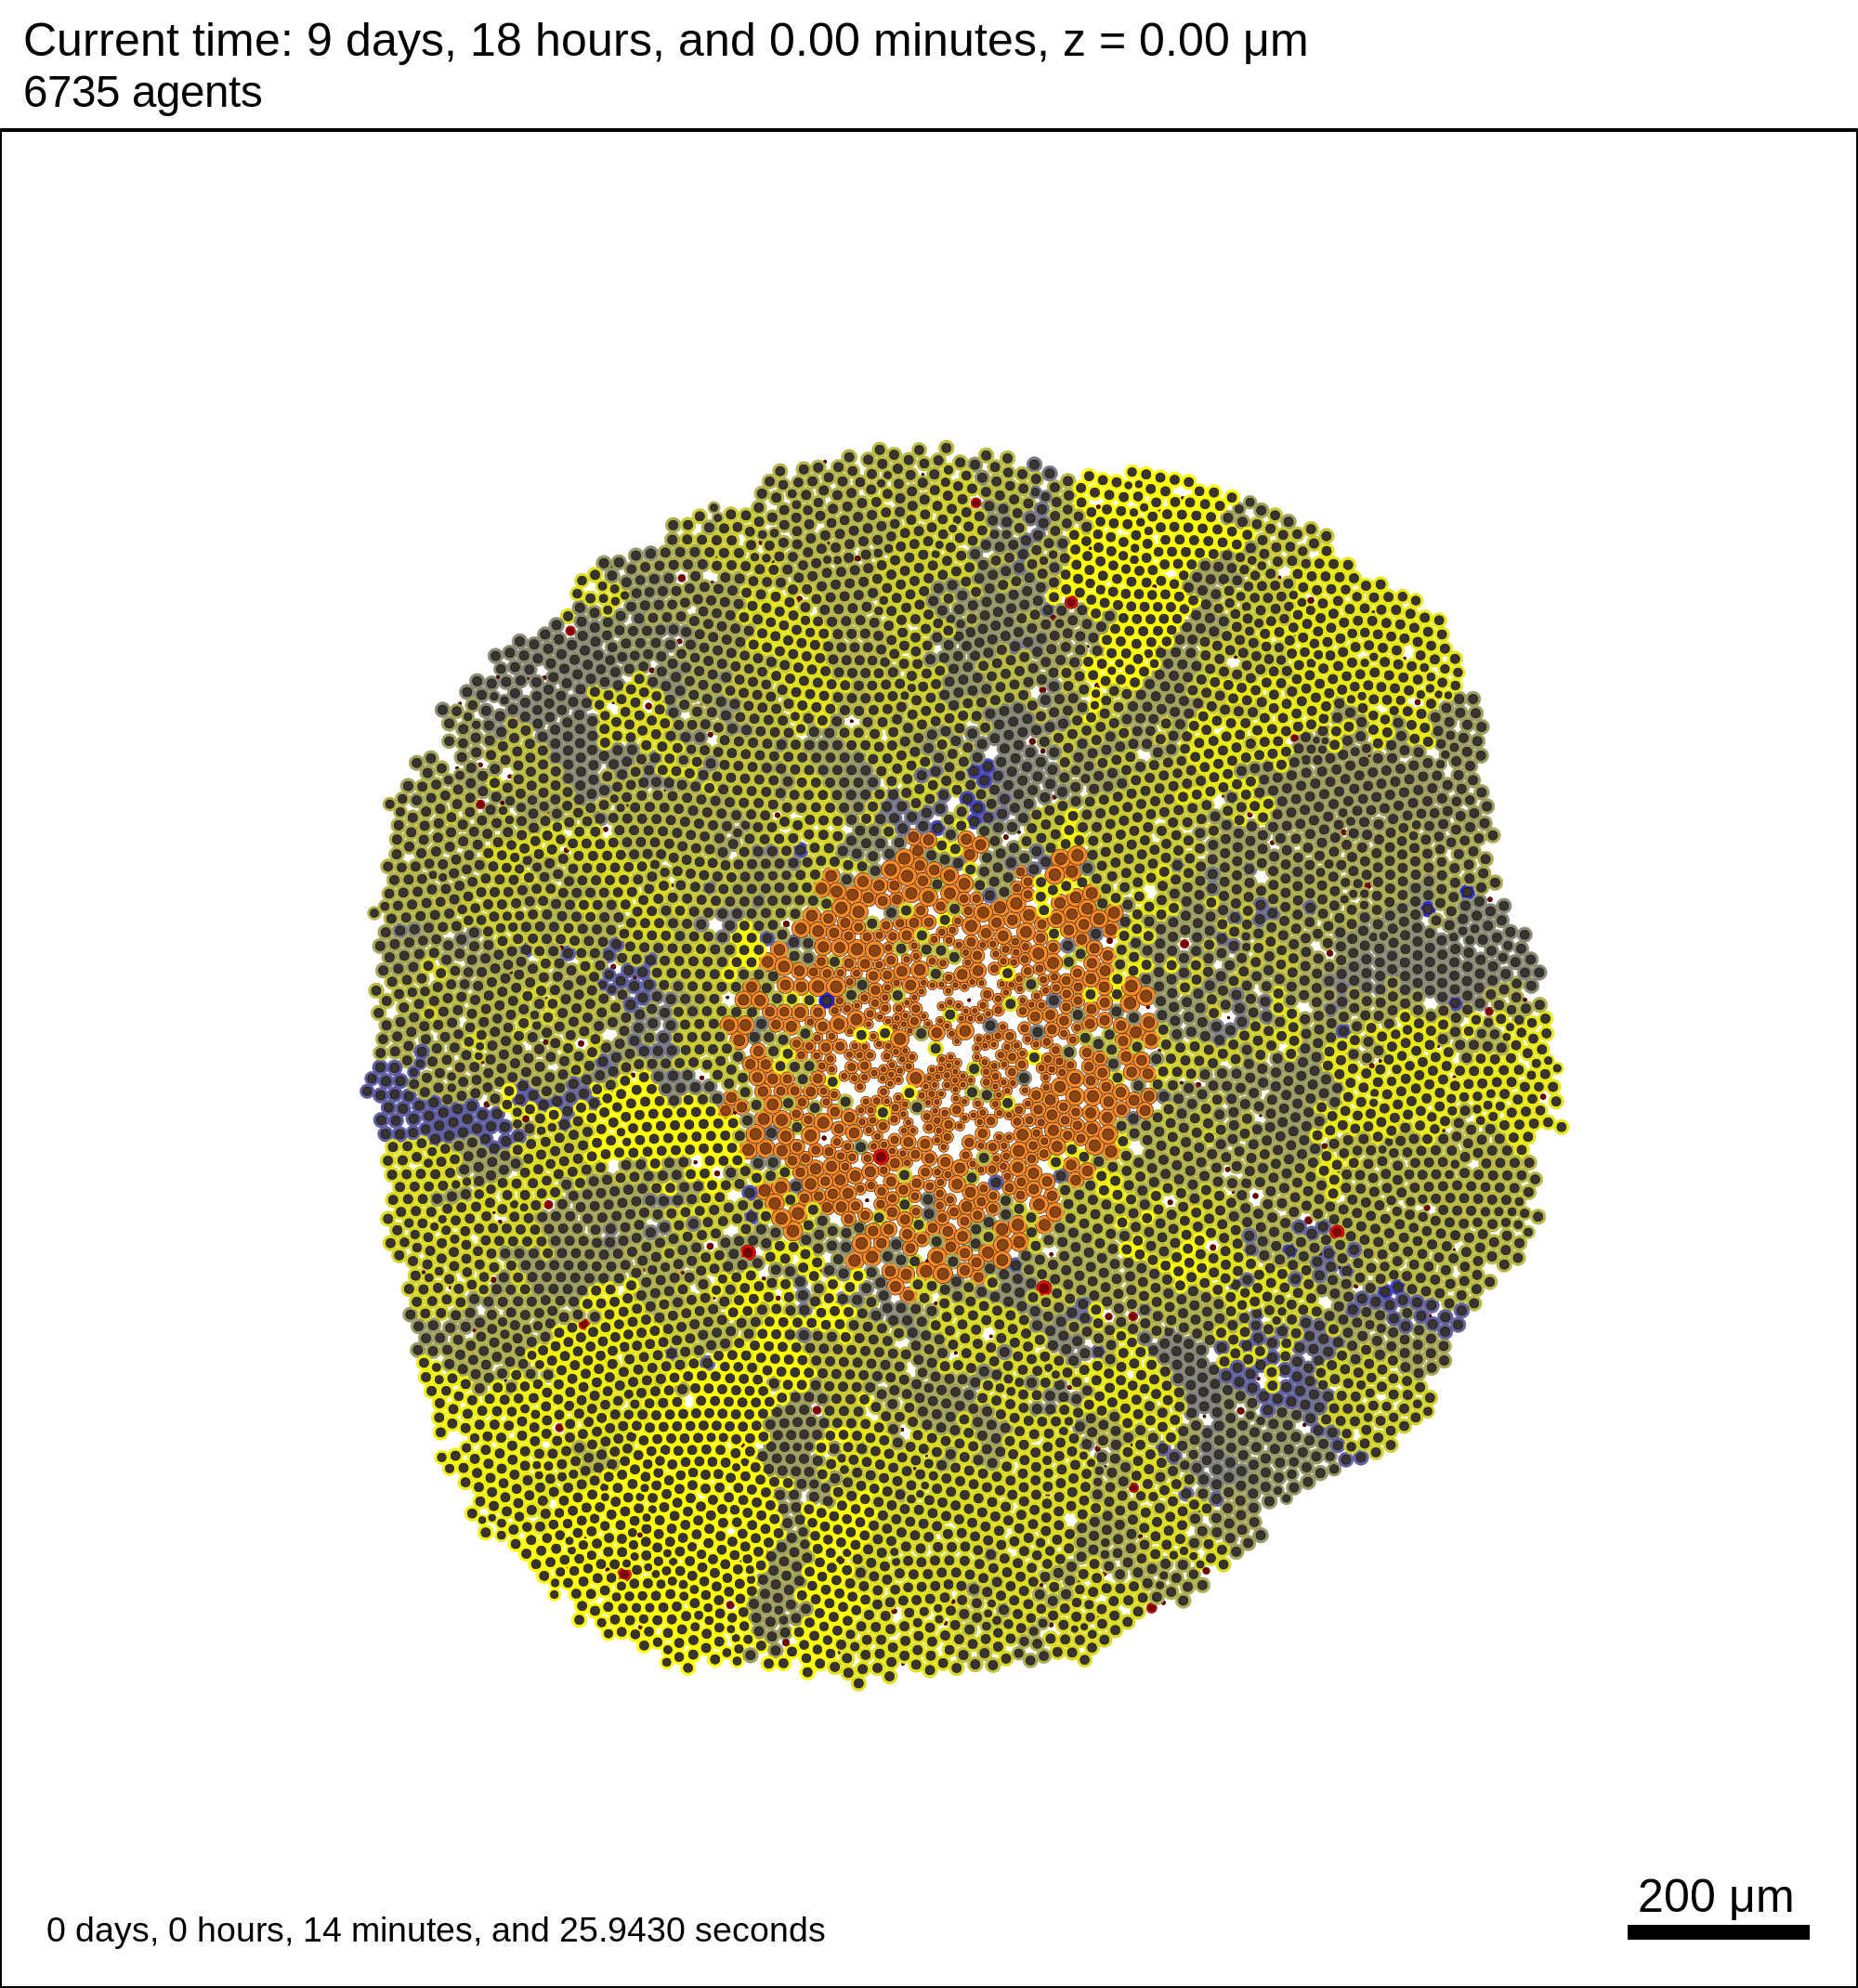 Current time: 9 days, 18 hours, and 0.00 minutes, z = 0.00 μm
6735 agents
200 μm
0 days, 0 hours, 14 minutes, and 25.9430 seconds